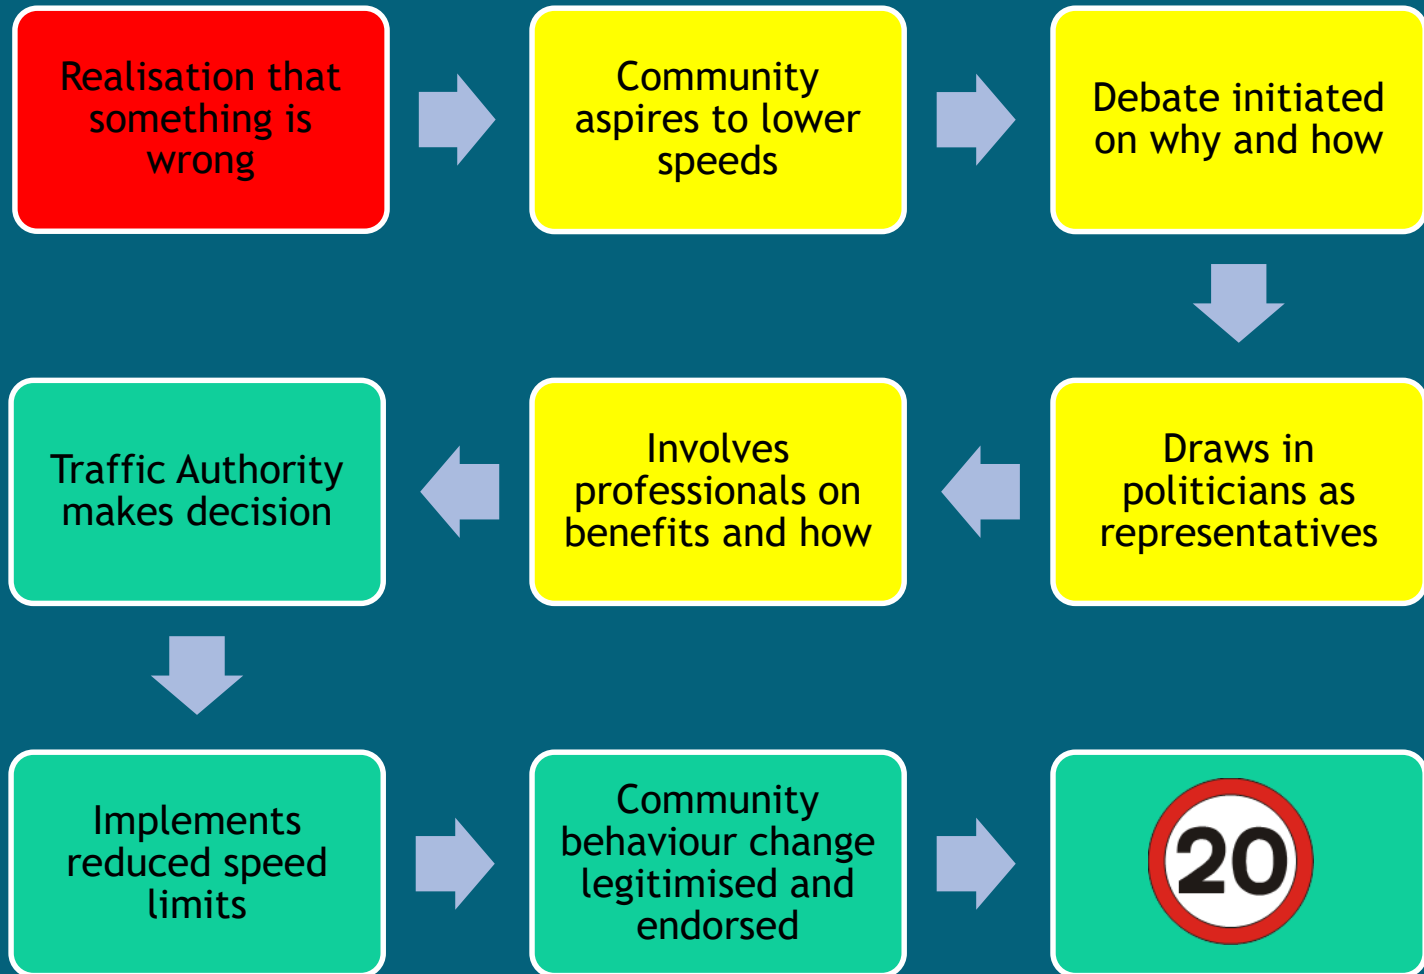 Realisation that
something is
wrong
Community
aspires to lower
speeds
Debate initiated
on why and how
Draws in
politicians as
representatives
Involves
professionals on
benefits and how
Traffic Authority
makes decision
Implements
reduced speed
limits
Community
behaviour change
legitimised and
endorsed
20